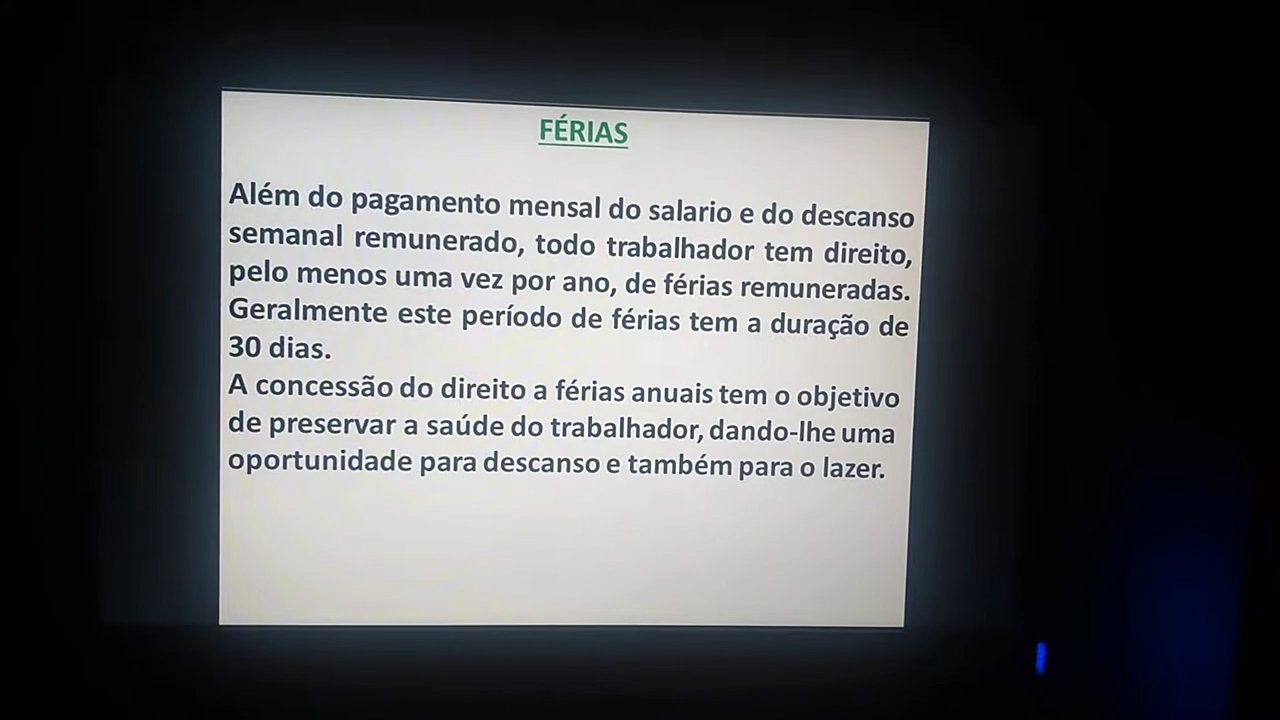 FÉRIAS
Além do pagamento mensal do salario e do descanso
semanal remunerado, todo trabalhador tem direito,
pelo menos uma vez por ano, de férias remuneradas.
Geralmente este período de férias tem a duração de
30 dias.
A concessão do direito a férias anuais tem o objetivo
de preservar a saúde do trabalhador, dando-lhe uma
oportunidade para descanso e também para o lazer.